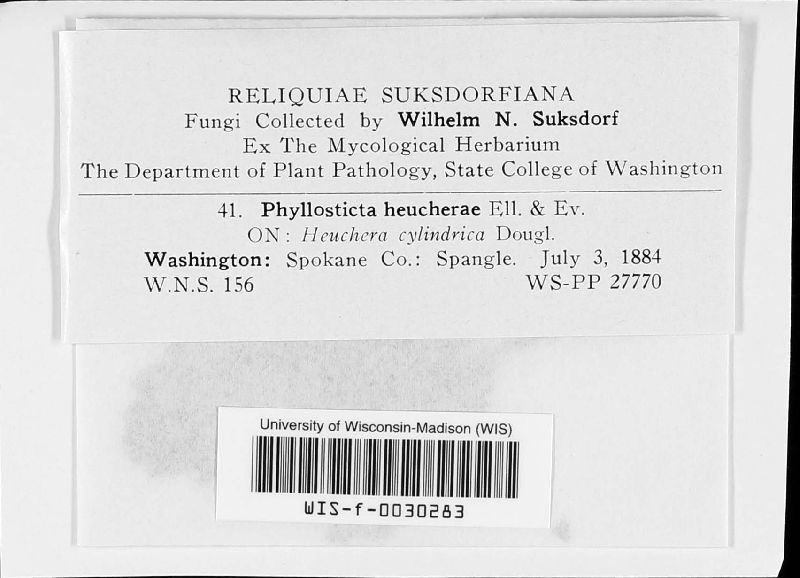 RELIQUIAE SUKSDORFIANA
Fungi Collected by Wilhelm N. Suksdorf
Ex The Mycological Herbarium
The Department of Plant Pathology, State College of Washington
41. Phyllosticta heucherae Ell. & Ev.
ON: Heuchera cylindrica Dougl.
Washington: Spokane Co.: Spangle. July 3, 1884
W.N.S. 156 WS-PP 27770
University of Wisconsin-Madison (WIS)
WIS-f-0030283